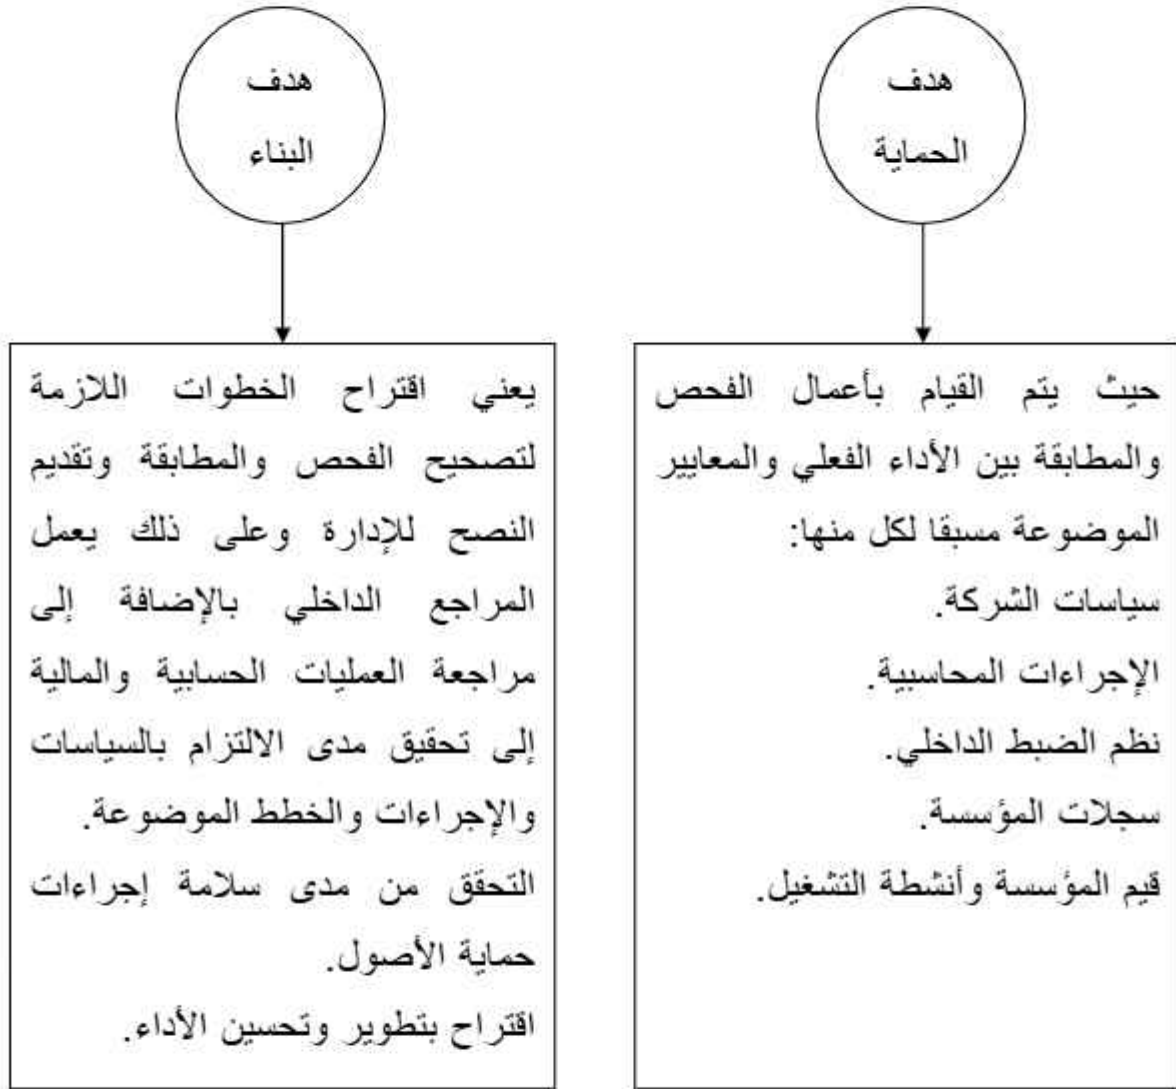 هدف
الحماية
حيث يتم القيام بأعمال الفحص
والمطابقة بين الأداء الفعلي والمعايير
الموضوعة مسبقا لكل منها:
سياسات الشركة.
الإجراءات المحاسبية.
نظم الضبط الداخلي.
سجلات المؤسسة.
قيم المؤسسة وأنشطة التشغيل.
هدف
البناء
يعني اقتراح الخطوات اللازمة
لتصحيح الفحص والمطابقة وتقديم
النصح للإدارة وعلى ذلك يعمل
المراجع الداخلي بالإضافة إلى
مراجعة العمليات الحسابية والمالية
إلى تحقيق مدى الالتزام بالسياسات
والإجراءات والخطط الموضوعة.
التحقق من مدى سلامة إجراءات
حماية الأصول.
اقتراح بتطوير وتحسين الأداء.